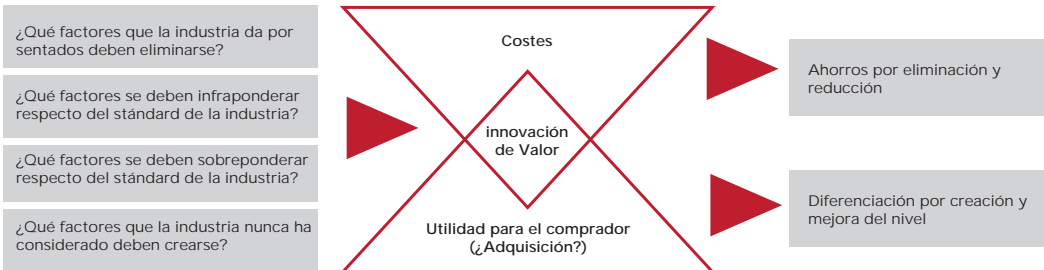 ¿Qué factores que la industria da por
sentados deben eliminarse?
¿Qué factores se deben infraponderar
respecto del stándard de la industria?
¿Qué factores se deben sobreponderar
respecto del stándard de la industria?
¿Qué factores que la industria nunca ha
considerado deben crearse?
Costes
innovación
de Valor
Utilidad para el comprador
(¿Adquisición?)
Ahorros por eliminación y
reducción
Diferenciación por creación y
mejora del nivel